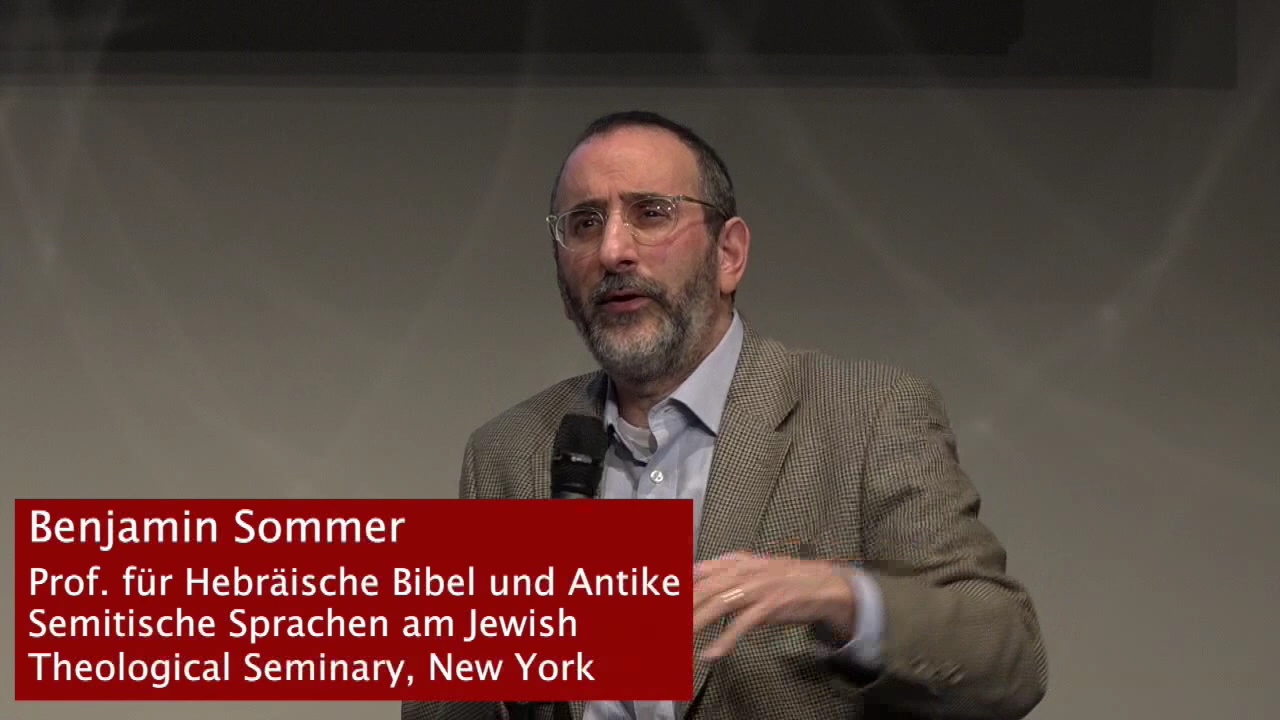 Benjamin Sommer
Prof. für Hebräische Bibel und Antike
Semitische Sprachen am Jewish
Theological Seminary, New York